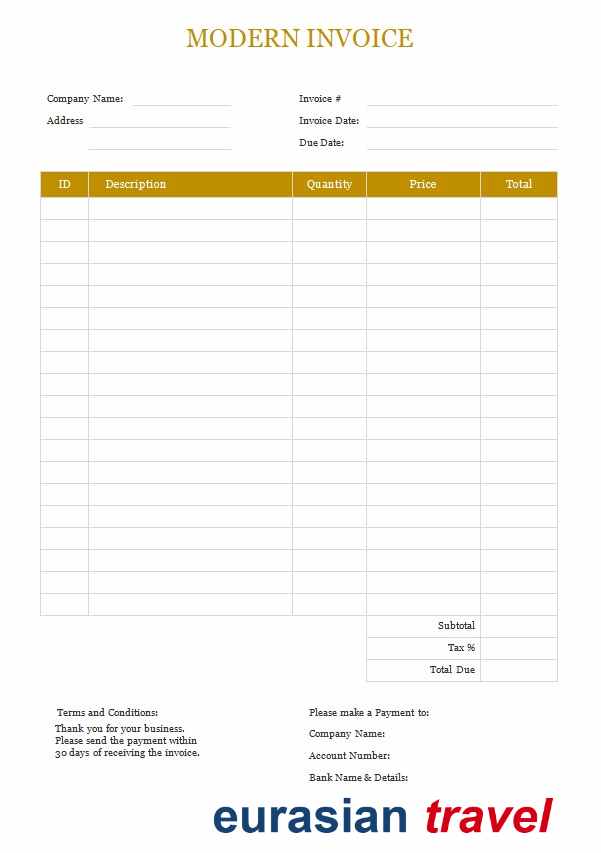 MODERN INVOICE
Company Name:
Address
Invoice #
Invoice Date:
Due Date:
ID Description Quantity Price Total
Subtotal
Tax %
Total Due
Terms and Conditions:
Thank you for your business.
Please send the payment within
30 days of receiving the invoice.
Please make a Payment to:
Company Name:
Account Number:
Bank Name & Details:
eurasian travel